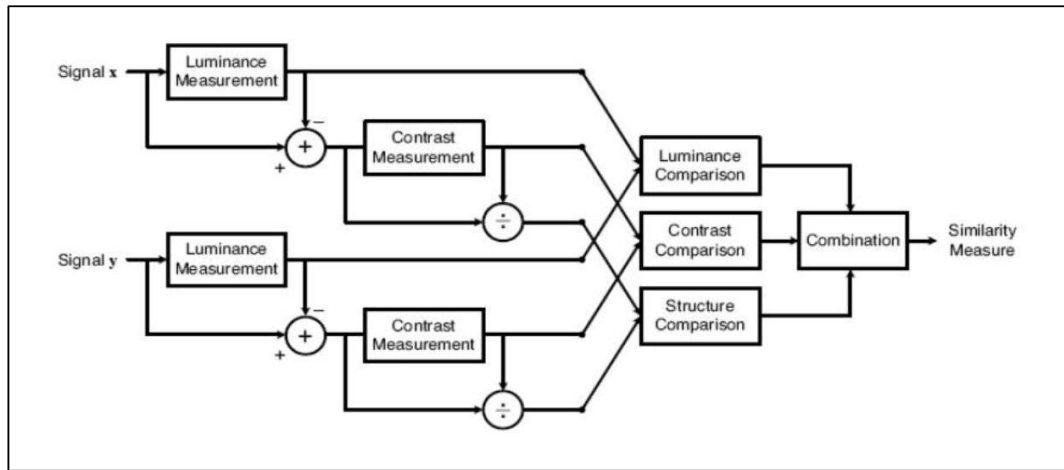 Signal x
Luminance
Measurement
−
+
+
Contrast
Measurement
÷
Signal y
Luminance
Measurement
−
+
+
Contrast
Measurement
÷
Luminance
Comparison
Contrast
Comparison
Structure
Comparison
Combination
Similarity
Measure